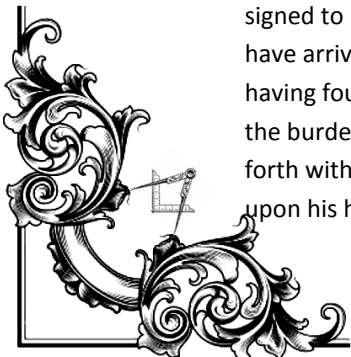 signed to
have arriv
having fou
the burde
forth with
upon his h